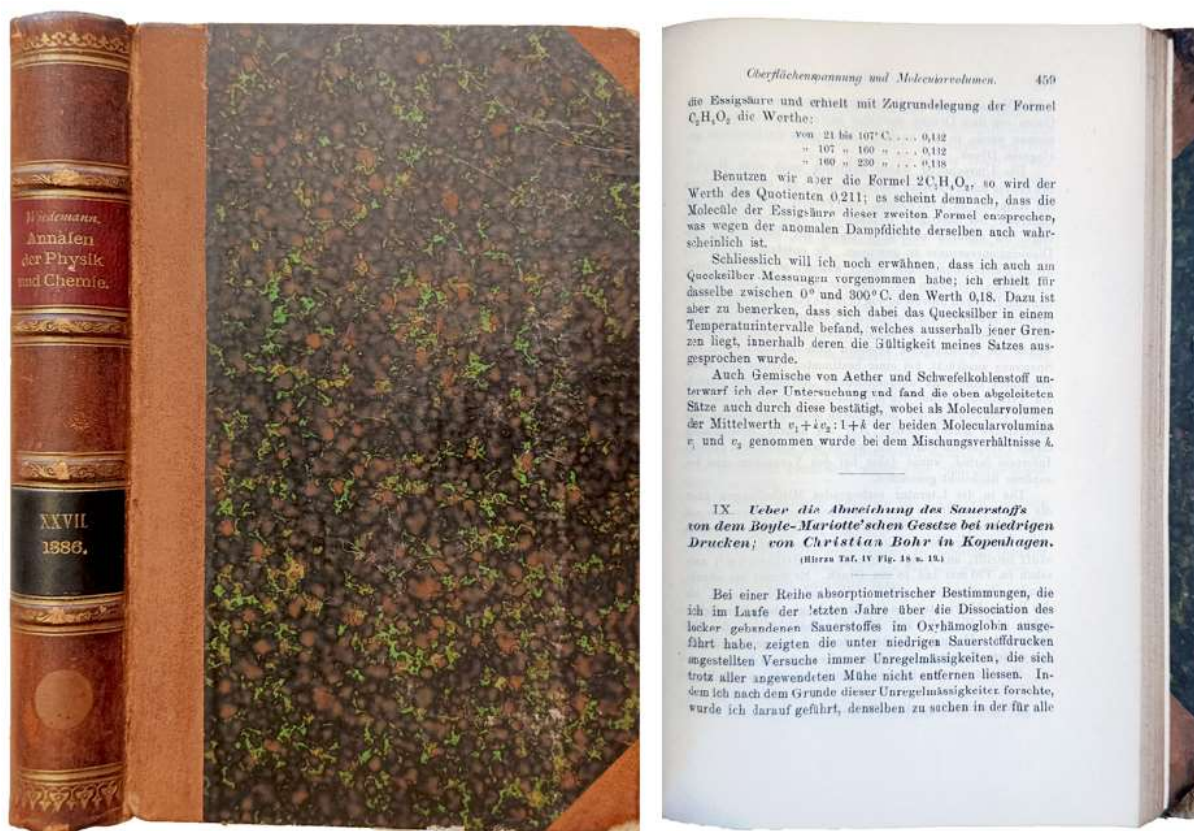 Wiedemann.
Annalen
der Physik
und Chemie.
XXVII.
1886.
Oberflächenspannung und Molecularvolumen. 459
die Essigsäure und erhielt mit Zugrundelegung der Formel
C₂H₄O₂ die Werthe:
von 21 bis 107° C. . . . 0,132
„ 107 „ 160 „ . . . 0,132
„ 160 „ 230 „ . . . 0,138
Benutzen wir aber die Formel 2C₂H₄O₂, so wird der
Werth des Quotienten 0,211; es scheint demnach, dass die
Molecüle der Essigsäure dieser zweiten Formel entsprechen,
was wegen der anomalen Dampfdichte derselben auch wahr-
scheinlich ist.
Schliesslich will ich noch erwähnen, dass ich auch am
Quecksilber Messungen vorgenommen habe; ich erhielt für
dasselbe zwischen 0° und 300° C. den Werth 0,18. Dazu ist
aber zu bemerken, dass sich dabei das Quecksilber in einem
Temperaturintervalle befand, welches ausserhalb jener Gren-
zen liegt, innerhalb deren die Gültigkeit meines Satzes aus-
gesprochen wurde.
Auch Gemische von Aether und Schwefelkohlenstoff un-
terwarf ich der Untersuchung und fand die oben abgeleiteten
Sätze auch durch diese bestätigt, wobei als Molecularvolumen
der Mittelwerth v₁ + kv₂ : 1 + k der beiden Molecularvolumina
v₁ und v₂ genommen wurde bei dem Mischungsverhältnisse k.
IX. Ueber die Abweichung des Sauerstoffs
von dem Boyle-Mariotte'schen Gesetze bei niedrigen
Drucken; von Christian Bohr in Kopenhagen.
(Hierzu Taf. IV Fig. 18 u. 19.)
Bei einer Reihe absorptiometrischer Bestimmungen, die
ich im Laufe der letzten Jahre über die Dissociation des
locker gebundenen Sauerstoffes im Oxyhämoglobin ausge-
führt habe, zeigten die unter niedrigen Sauerstoffdrucken
angestellten Versuche immer Unregelmässigkeiten, die sich
trotz aller angewendeten Mühe nicht entfernen liessen. In-
dem ich nach dem Grunde dieser Unregelmässigkeiten forschte,
wurde ich darauf geführt, denselben zu suchen in der für alle